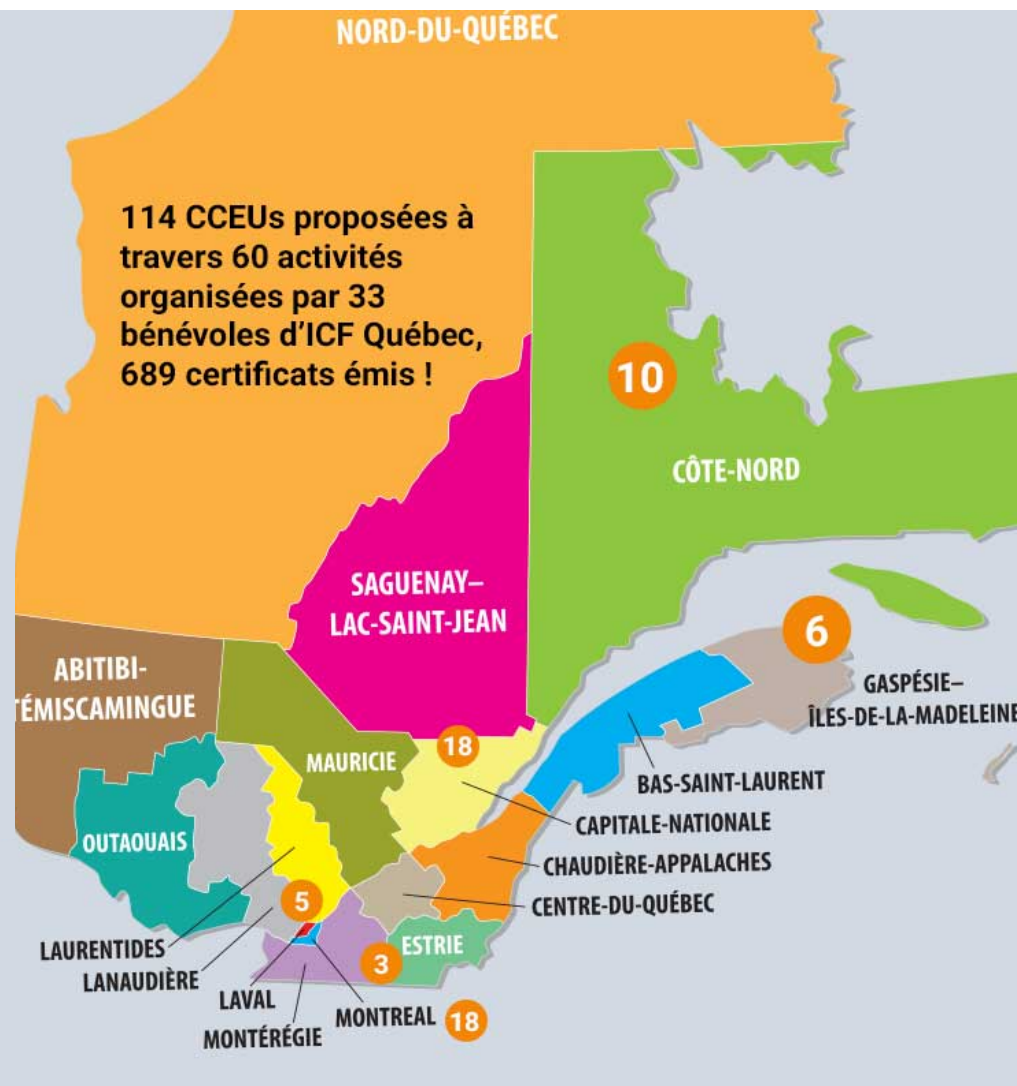 NORD-DU-QUÉBEC
114 CCEUs proposées à
travers 60 activités
organisées par 33
bénévoles d'ICF Québec,
689 certificats émis !
10
CÔTE-NORD
SAGUENAY–
LAC-SAINT-JEAN
6
ABITIBI-
TÉMISCAMINGUE
GASPÉSIE–
ÎLES-DE-LA-MADELEINE
18
MAURICIE
BAS-SAINT-LAURENT
CAPITALE-NATIONALE
OUTAOUAIS
CHAUDIÈRE-APPALACHES
5
CENTRE-DU-QUÉBEC
LAURENTIDES
ESTRIE
3
LANAUDIÈRE
LAVAL
MONTREAL 18
MONTÉRÉGIE